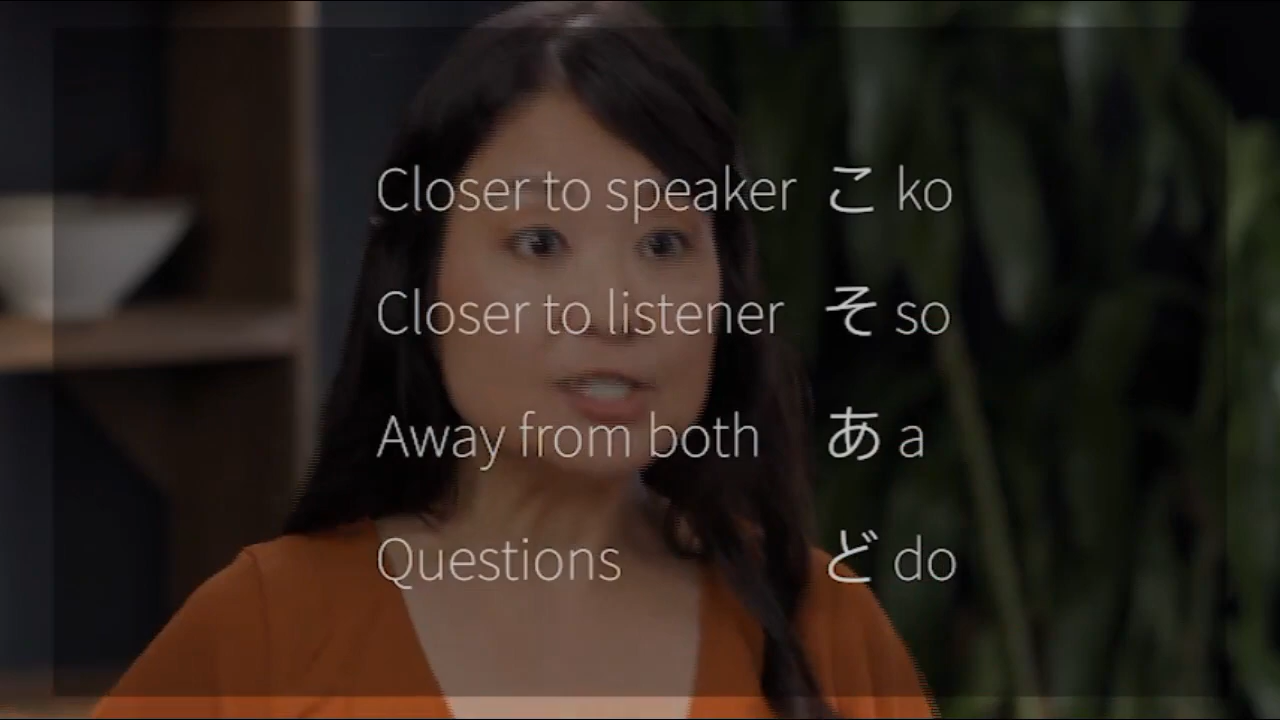 Closer to speaker こ ko
Closer to listener そ so
Away from both あ a
Questions ど do